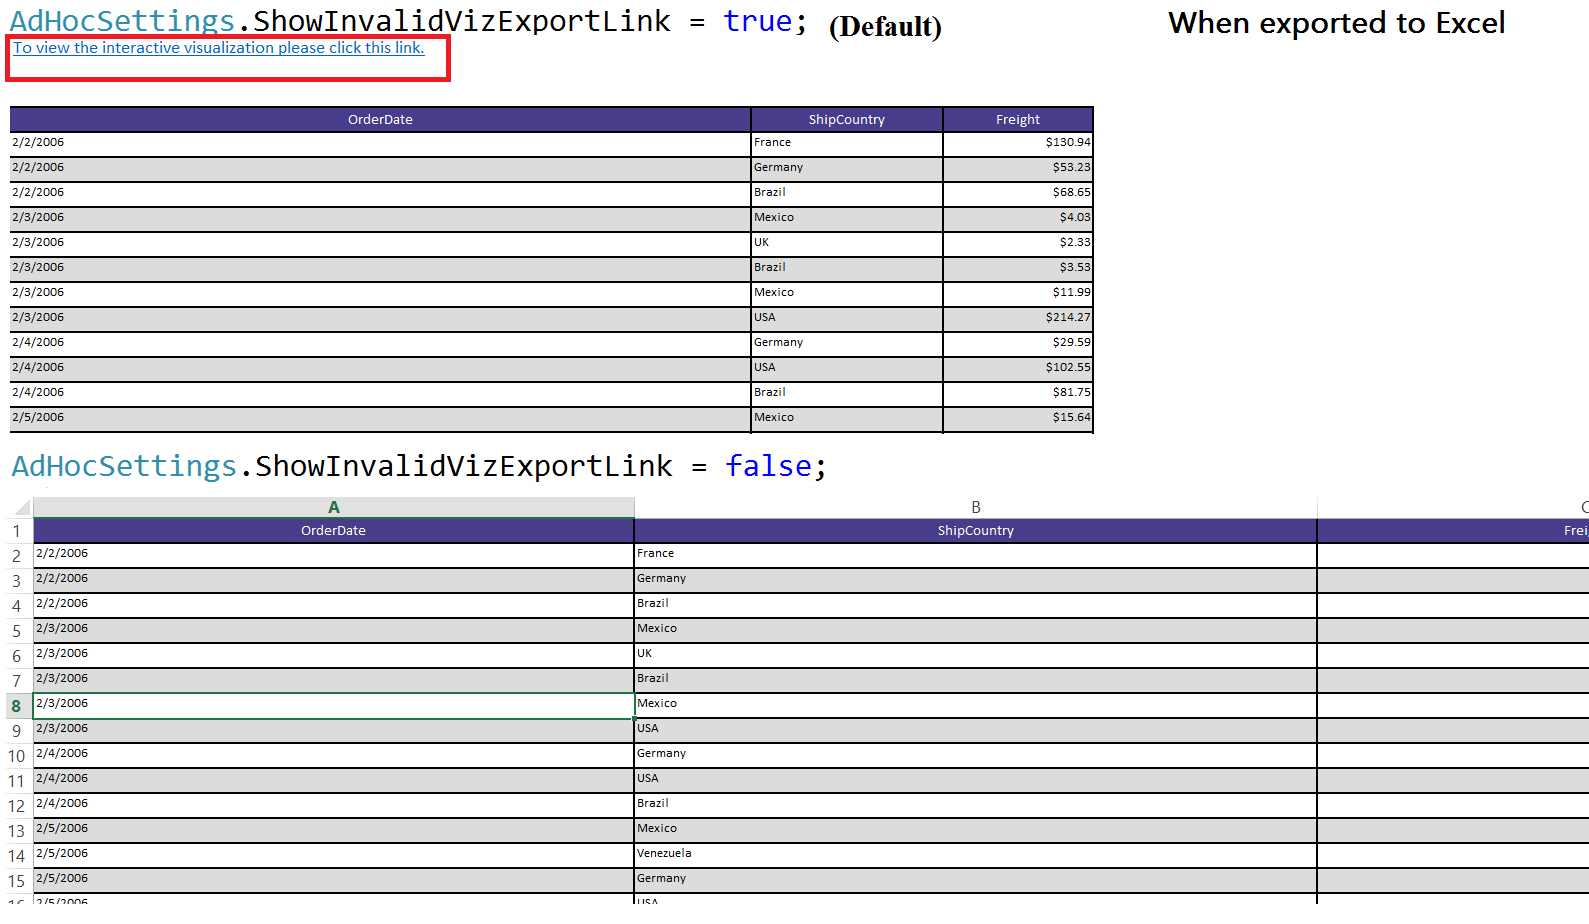 AdHocSettings.ShowInvalidVizExportLink = true; (Default) When exported to Excel
To view the interactive visualization please click this link.
OrderDate ShipCountry Freight
2/2/2006 France $130.94
2/2/2006 Germany $53.23
2/2/2006 Brazil $68.65
2/3/2006 Mexico $4.03
2/3/2006 UK $2.33
2/3/2006 Brazil $3.53
2/3/2006 Mexico $11.99
2/3/2006 USA $214.27
2/4/2006 Germany $29.59
2/4/2006 USA $102.55
2/4/2006 Brazil $81.75
2/5/2006 Mexico $15.64
AdHocSettings.ShowInvalidVizExportLink = false;
A B C
1 OrderDate ShipCountry Frei
2 2/2/2006 France
3 2/2/2006 Germany
4 2/2/2006 Brazil
5 2/3/2006 Mexico
6 2/3/2006 UK
7 2/3/2006 Brazil
8 2/3/2006 Mexico
9 2/3/2006 USA
10 2/4/2006 Germany
11 2/4/2006 USA
12 2/4/2006 Brazil
13 2/5/2006 Mexico
14 2/5/2006 Venezuela
15 2/5/2006 Germany
16 2/5/2006 USA